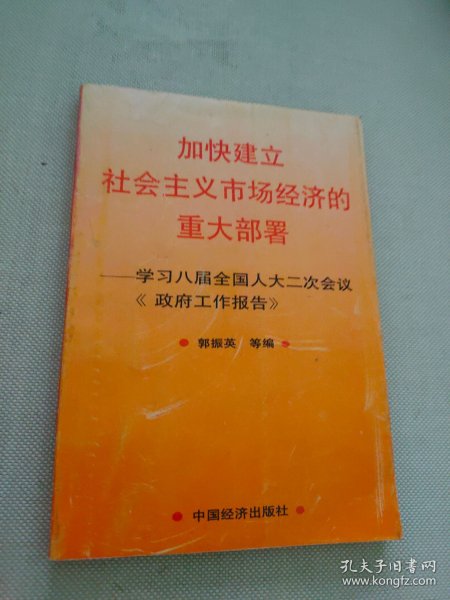 加快建立
社会主义市场经济的
重大部署
——学习八届全国人大二次会议
《政府工作报告》
郭振英 等编
中国经济出版社
孔夫子旧书网
www.kongfz.com